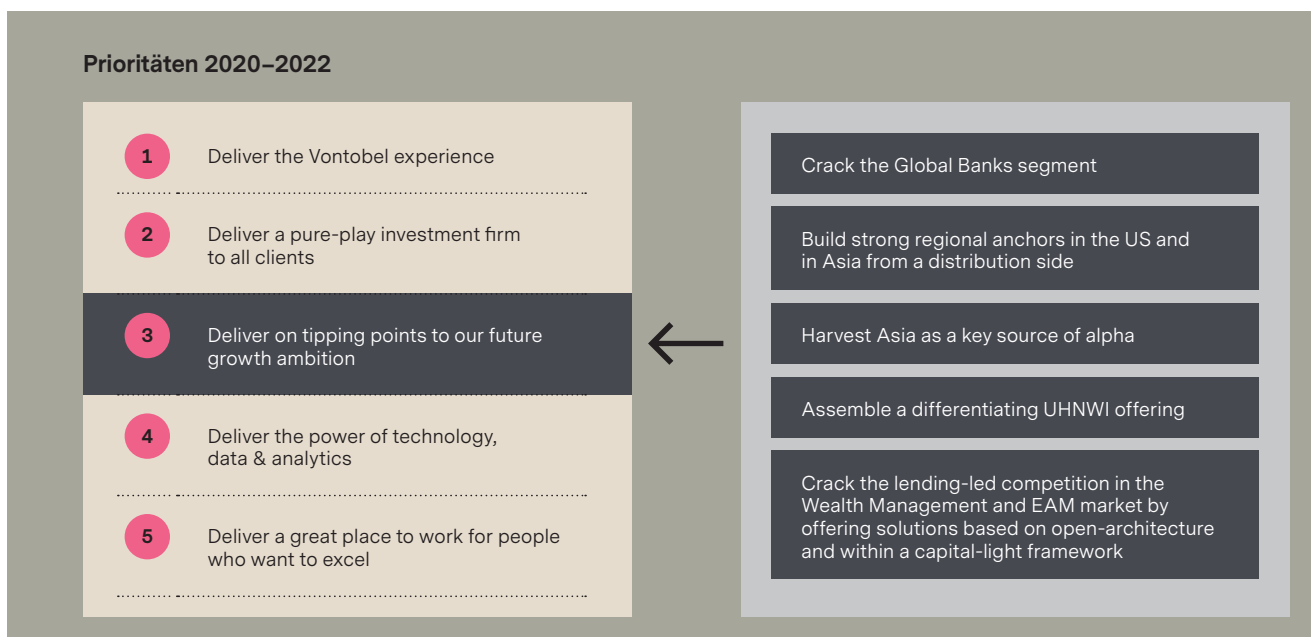 Prioritäten 2020–2022
1
Deliver the Vontobel experience
2
Deliver a pure-play investment firm
to all clients
3
Deliver on tipping points to our future
growth ambition
4
Deliver the power of technology,
data & analytics
5
Deliver a great place to work for people
who want to excel
Crack the Global Banks segment
Build strong regional anchors in the US and
in Asia from a distribution side
Harvest Asia as a key source of alpha
Assemble a differentiating UHNWI offering
Crack the lending-led competition in the
Wealth Management and EAM market by
offering solutions based on open-architecture
and within a capital-light framework